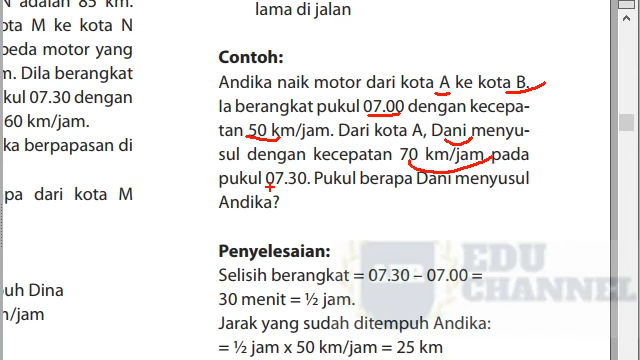 N adalah 85 km.
ota M ke kota N
peda motor yang
m. Dila berangkat
kul 07.30 dengan
60 km/jam.
ka berpapasan di
pa dari kota M
uh Dina
m/jam
lama di jalan
Contoh:
Andika naik motor dari kota A ke kota B.
Ia berangkat pukul 07.00 dengan kecepa-
tan 50 km/jam. Dari kota A, Dani menyu-
sul dengan kecepatan 70 km/jam pada
pukul 07.30. Pukul berapa Dani menyusul
Andika?
Penyelesaian:
Selisih berangkat = 07.30 – 07.00 =
30 menit = ½ jam.
Jarak yang sudah ditempuh Andika:
= ½ jam x 50 km/jam = 25 km
EDU
CHANNEL